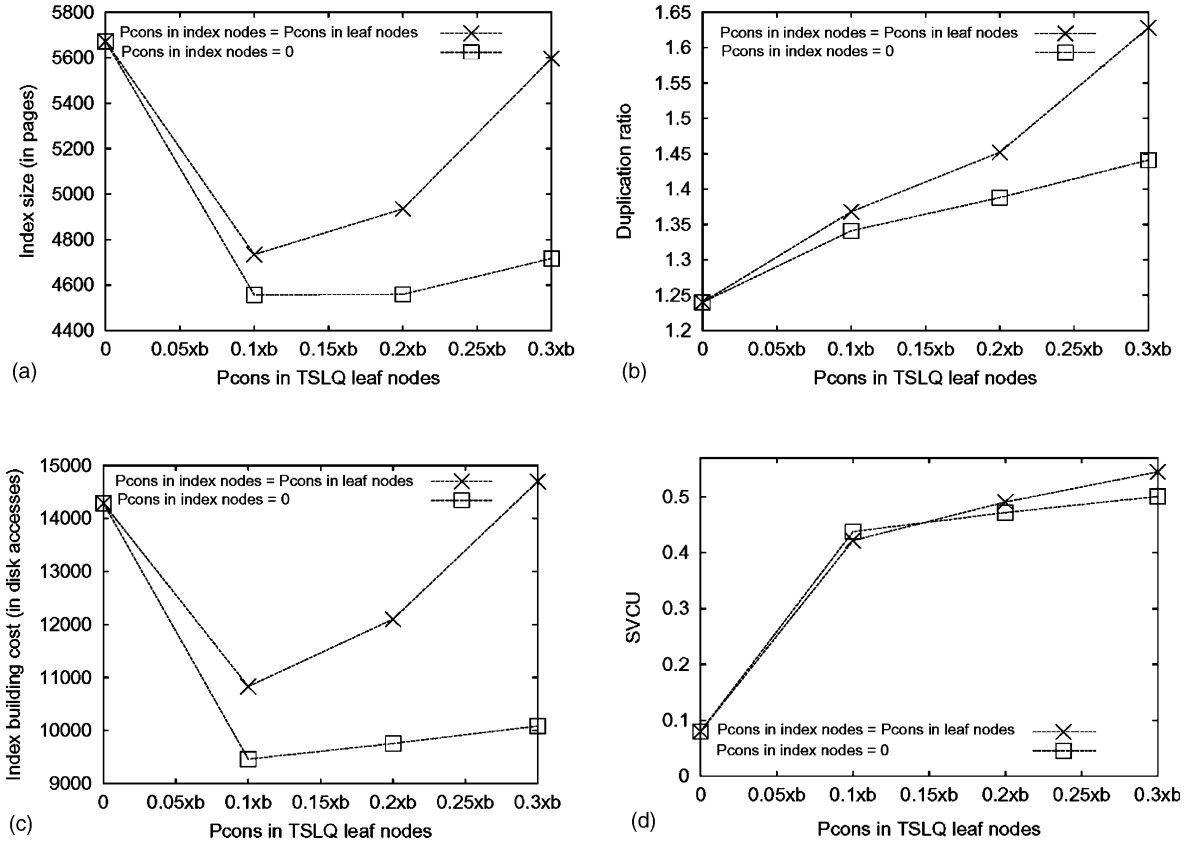 5800
5600
5400
5200
5000
4800
4600
4400
Index size (in pages)
Pcons in index nodes = Pcons in leaf nodes
Pcons in index nodes = 0
0 0.05xb 0.1xb 0.15xb 0.2xb 0.25xb 0.3xb
(a)
Pcons in TSLQ leaf nodes
1.65
1.6
1.55
1.5
1.45
1.4
1.35
1.3
1.25
1.2
Duplication ratio
Pcons in index nodes = Pcons in leaf nodes
Pcons in index nodes = 0
0 0.05xb 0.1xb 0.15xb 0.2xb 0.25xb 0.3xb
(b)
Pcons in TSLQ leaf nodes
15000
14000
13000
12000
11000
10000
9000
Index building cost (in disk accesses)
Pcons in index nodes = Pcons in leaf nodes
Pcons in index nodes = 0
0 0.05xb 0.1xb 0.15xb 0.2xb 0.25xb 0.3xb
(c)
Pcons in TSLQ leaf nodes
0.5
0.4
0.3
0.2
0.1
0
SVCU
Pcons in index nodes = Pcons in leaf nodes
Pcons in index nodes = 0
0 0.05xb 0.1xb 0.15xb 0.2xb 0.25xb 0.3xb
(d)
Pcons in TSLQ leaf nodes